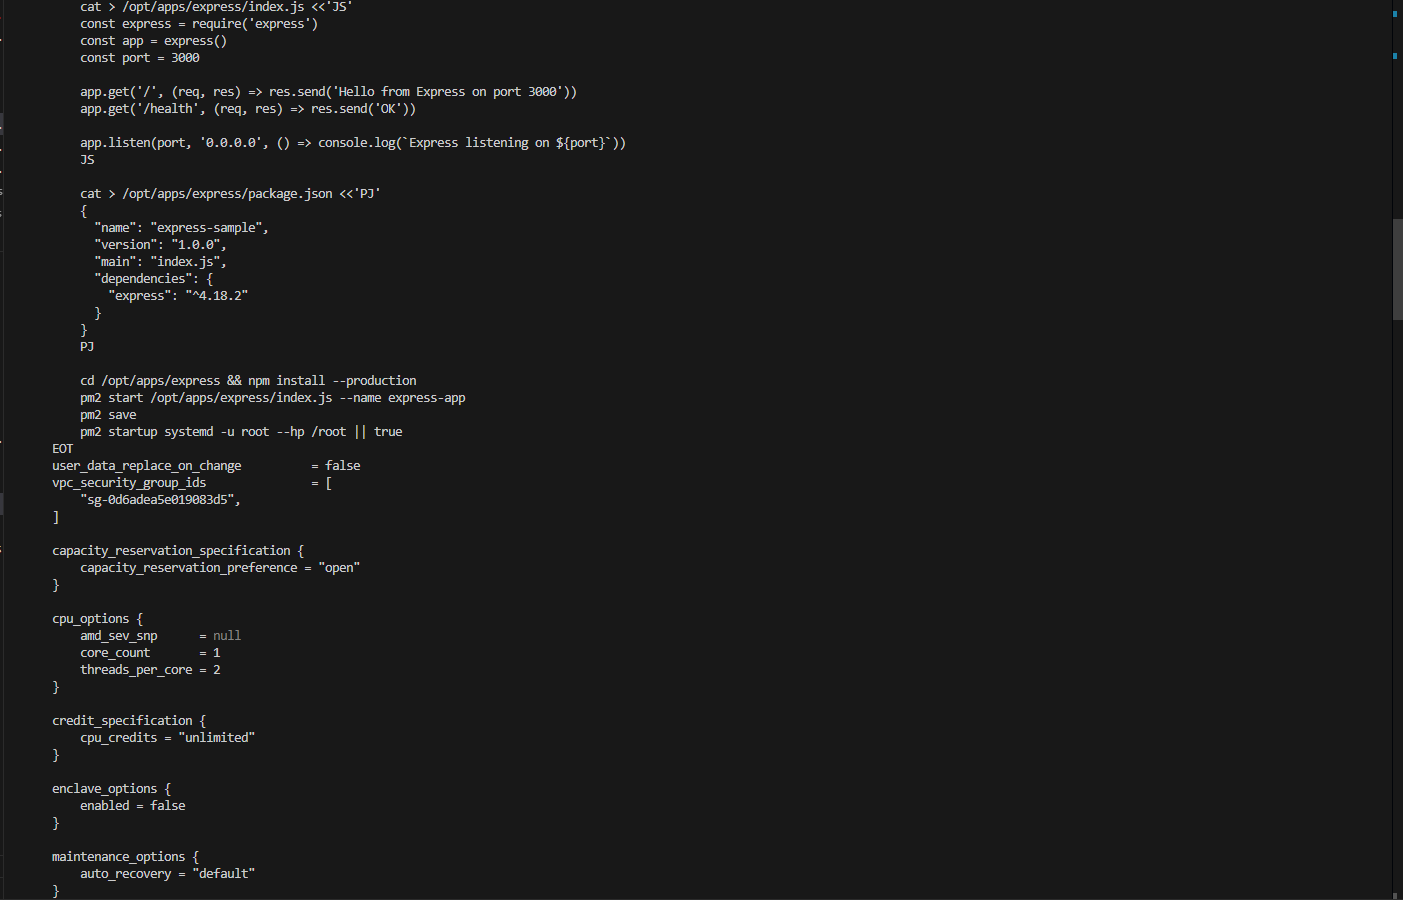 cat > /opt/apps/express/index.js <<'JS'
const express = require('express')
const app = express()
const port = 3000
app.get('/', (req, res) => res.send('Hello from Express on port 3000'))
app.get('/health', (req, res) => res.send('OK'))
app.listen(port, '0.0.0.0', () => console.log(`Express listening on ${port}`))
JS
cat > /opt/apps/express/package.json <<'PJ'
{
"name": "express-sample",
"version": "1.0.0",
"main": "index.js",
"dependencies": {
"express": "^4.18.2"
}
}
PJ
cd /opt/apps/express && npm install --production
pm2 start /opt/apps/express/index.js --name express-app
pm2 save
pm2 startup systemd -u root --hp /root || true
EOT
user_data_replace_on_change = false
vpc_security_group_ids = [
"sg-0d6adea5e019083d5",
]
capacity_reservation_specification {
capacity_reservation_preference = "open"
}
cpu_options {
amd_sev_snp = null
core_count = 1
threads_per_core = 2
}
credit_specification {
cpu_credits = "unlimited"
}
enclave_options {
enabled = false
}
maintenance_options {
auto_recovery = "default"
}